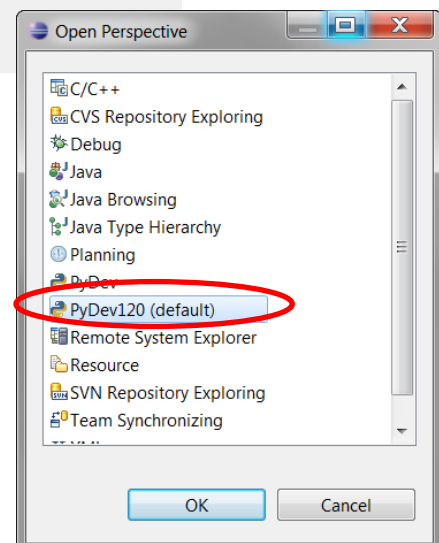 Open Perspective
C/C++
CVS Repository Exploring
Debug
Java
Java Browsing
Java Type Hierarchy
Planning
PyDev
PyDev120 (default)
Remote System Explorer
Resource
SVN Repository Exploring
Team Synchronizing
OK
Cancel